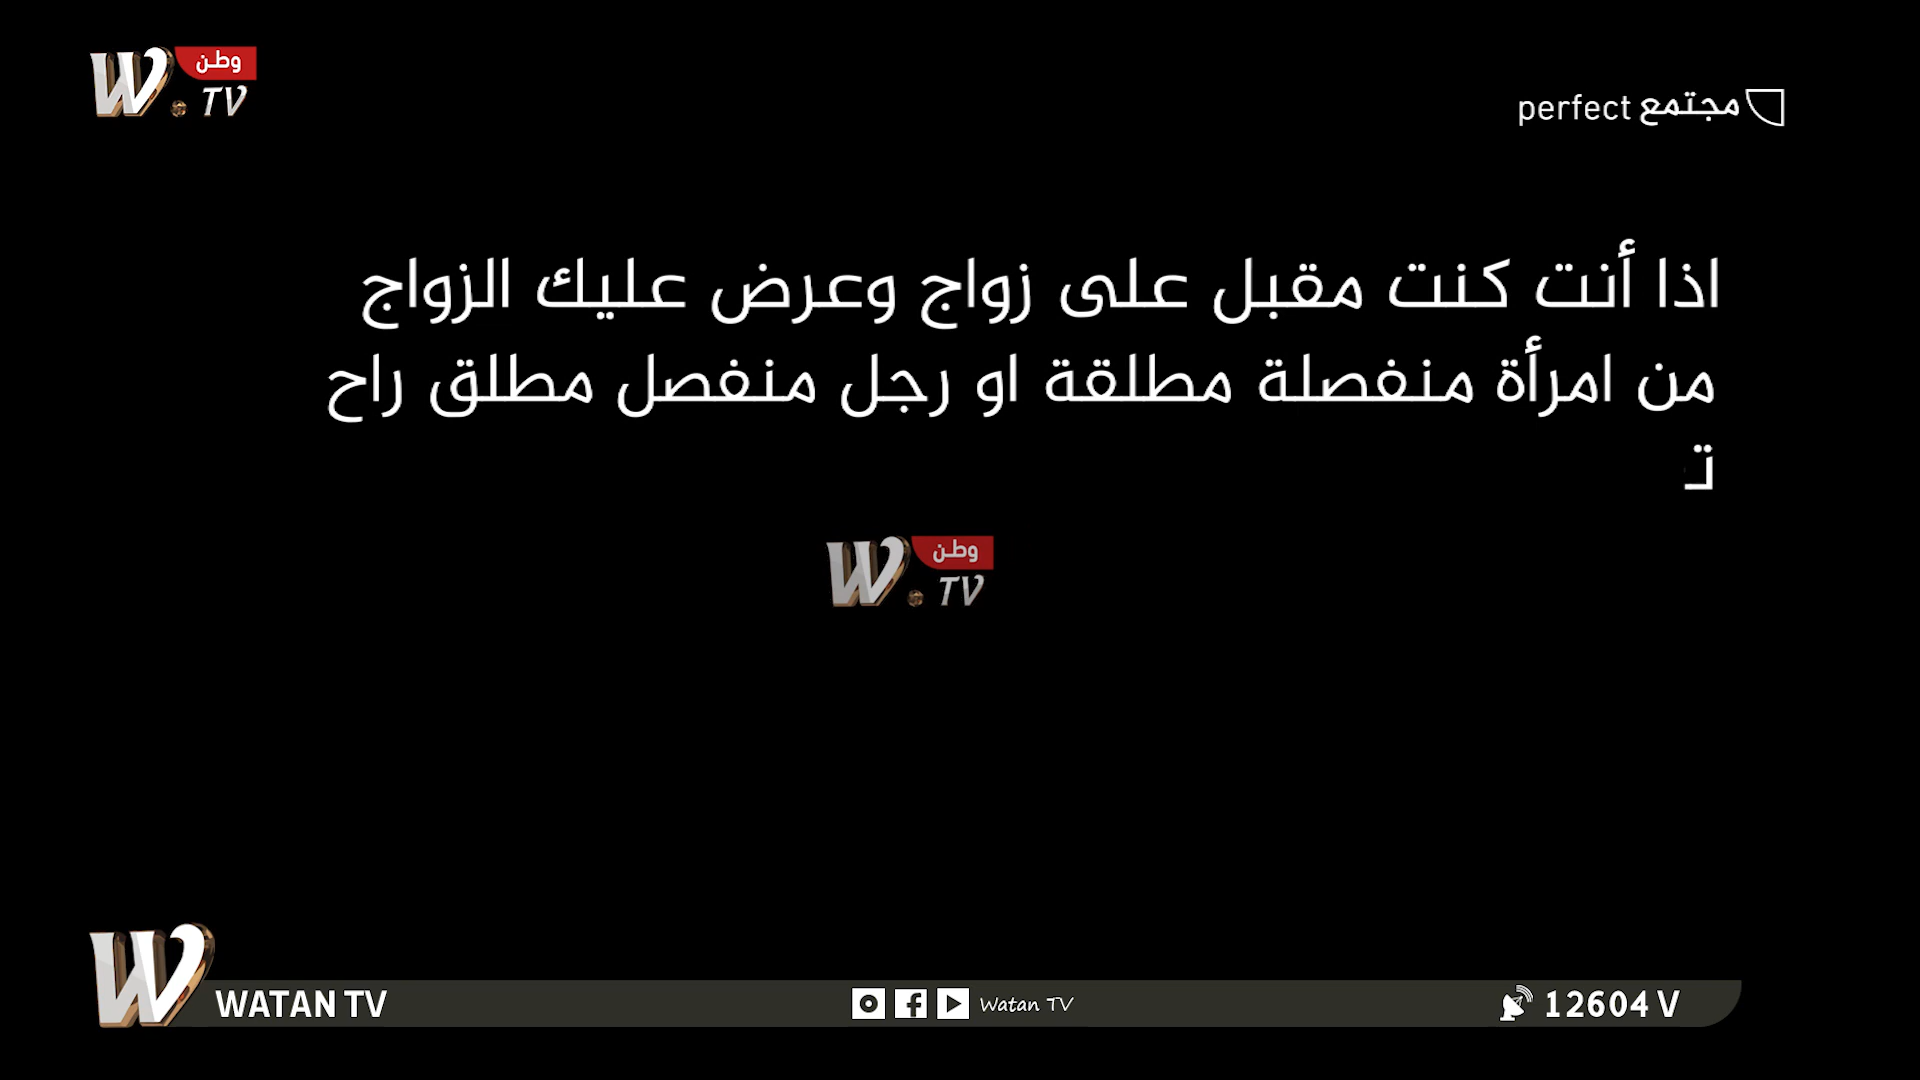 W. وطن TV
مجتمع perfect
اذا أنت كنت مقبل على زواج وعرض عليك الزواج
من امرأة منفصلة مطلقة او رجل منفصل مطلق راح
تـ
W. وطن TV
W WATAN TV
Watan TV
12604 V